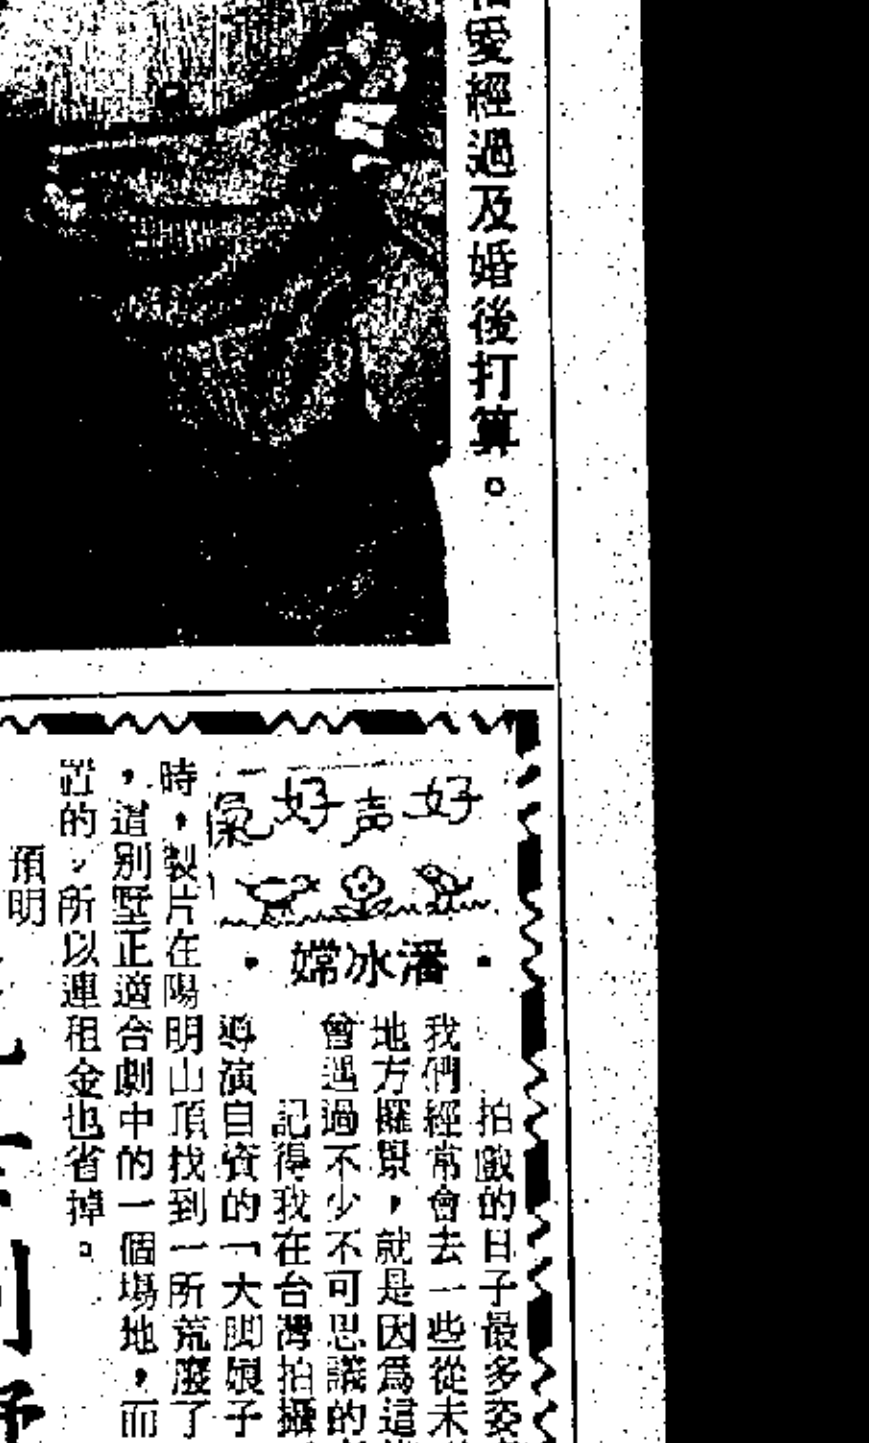 愛經過及婚後打算。
好声好氣
·潘冰嫦·
拍戲的日子最多姿
我們經常會去一些從未
地方羅景，就是因爲這
曾遇過不少不可思議的
記得我在台灣拍攝
導演自資的「大脚娘子
時，製片在陽明山頂找到一所荒廢了
，道別墅正適合劇中的一個場地，而
置的，所以連租金也省掉。
預明